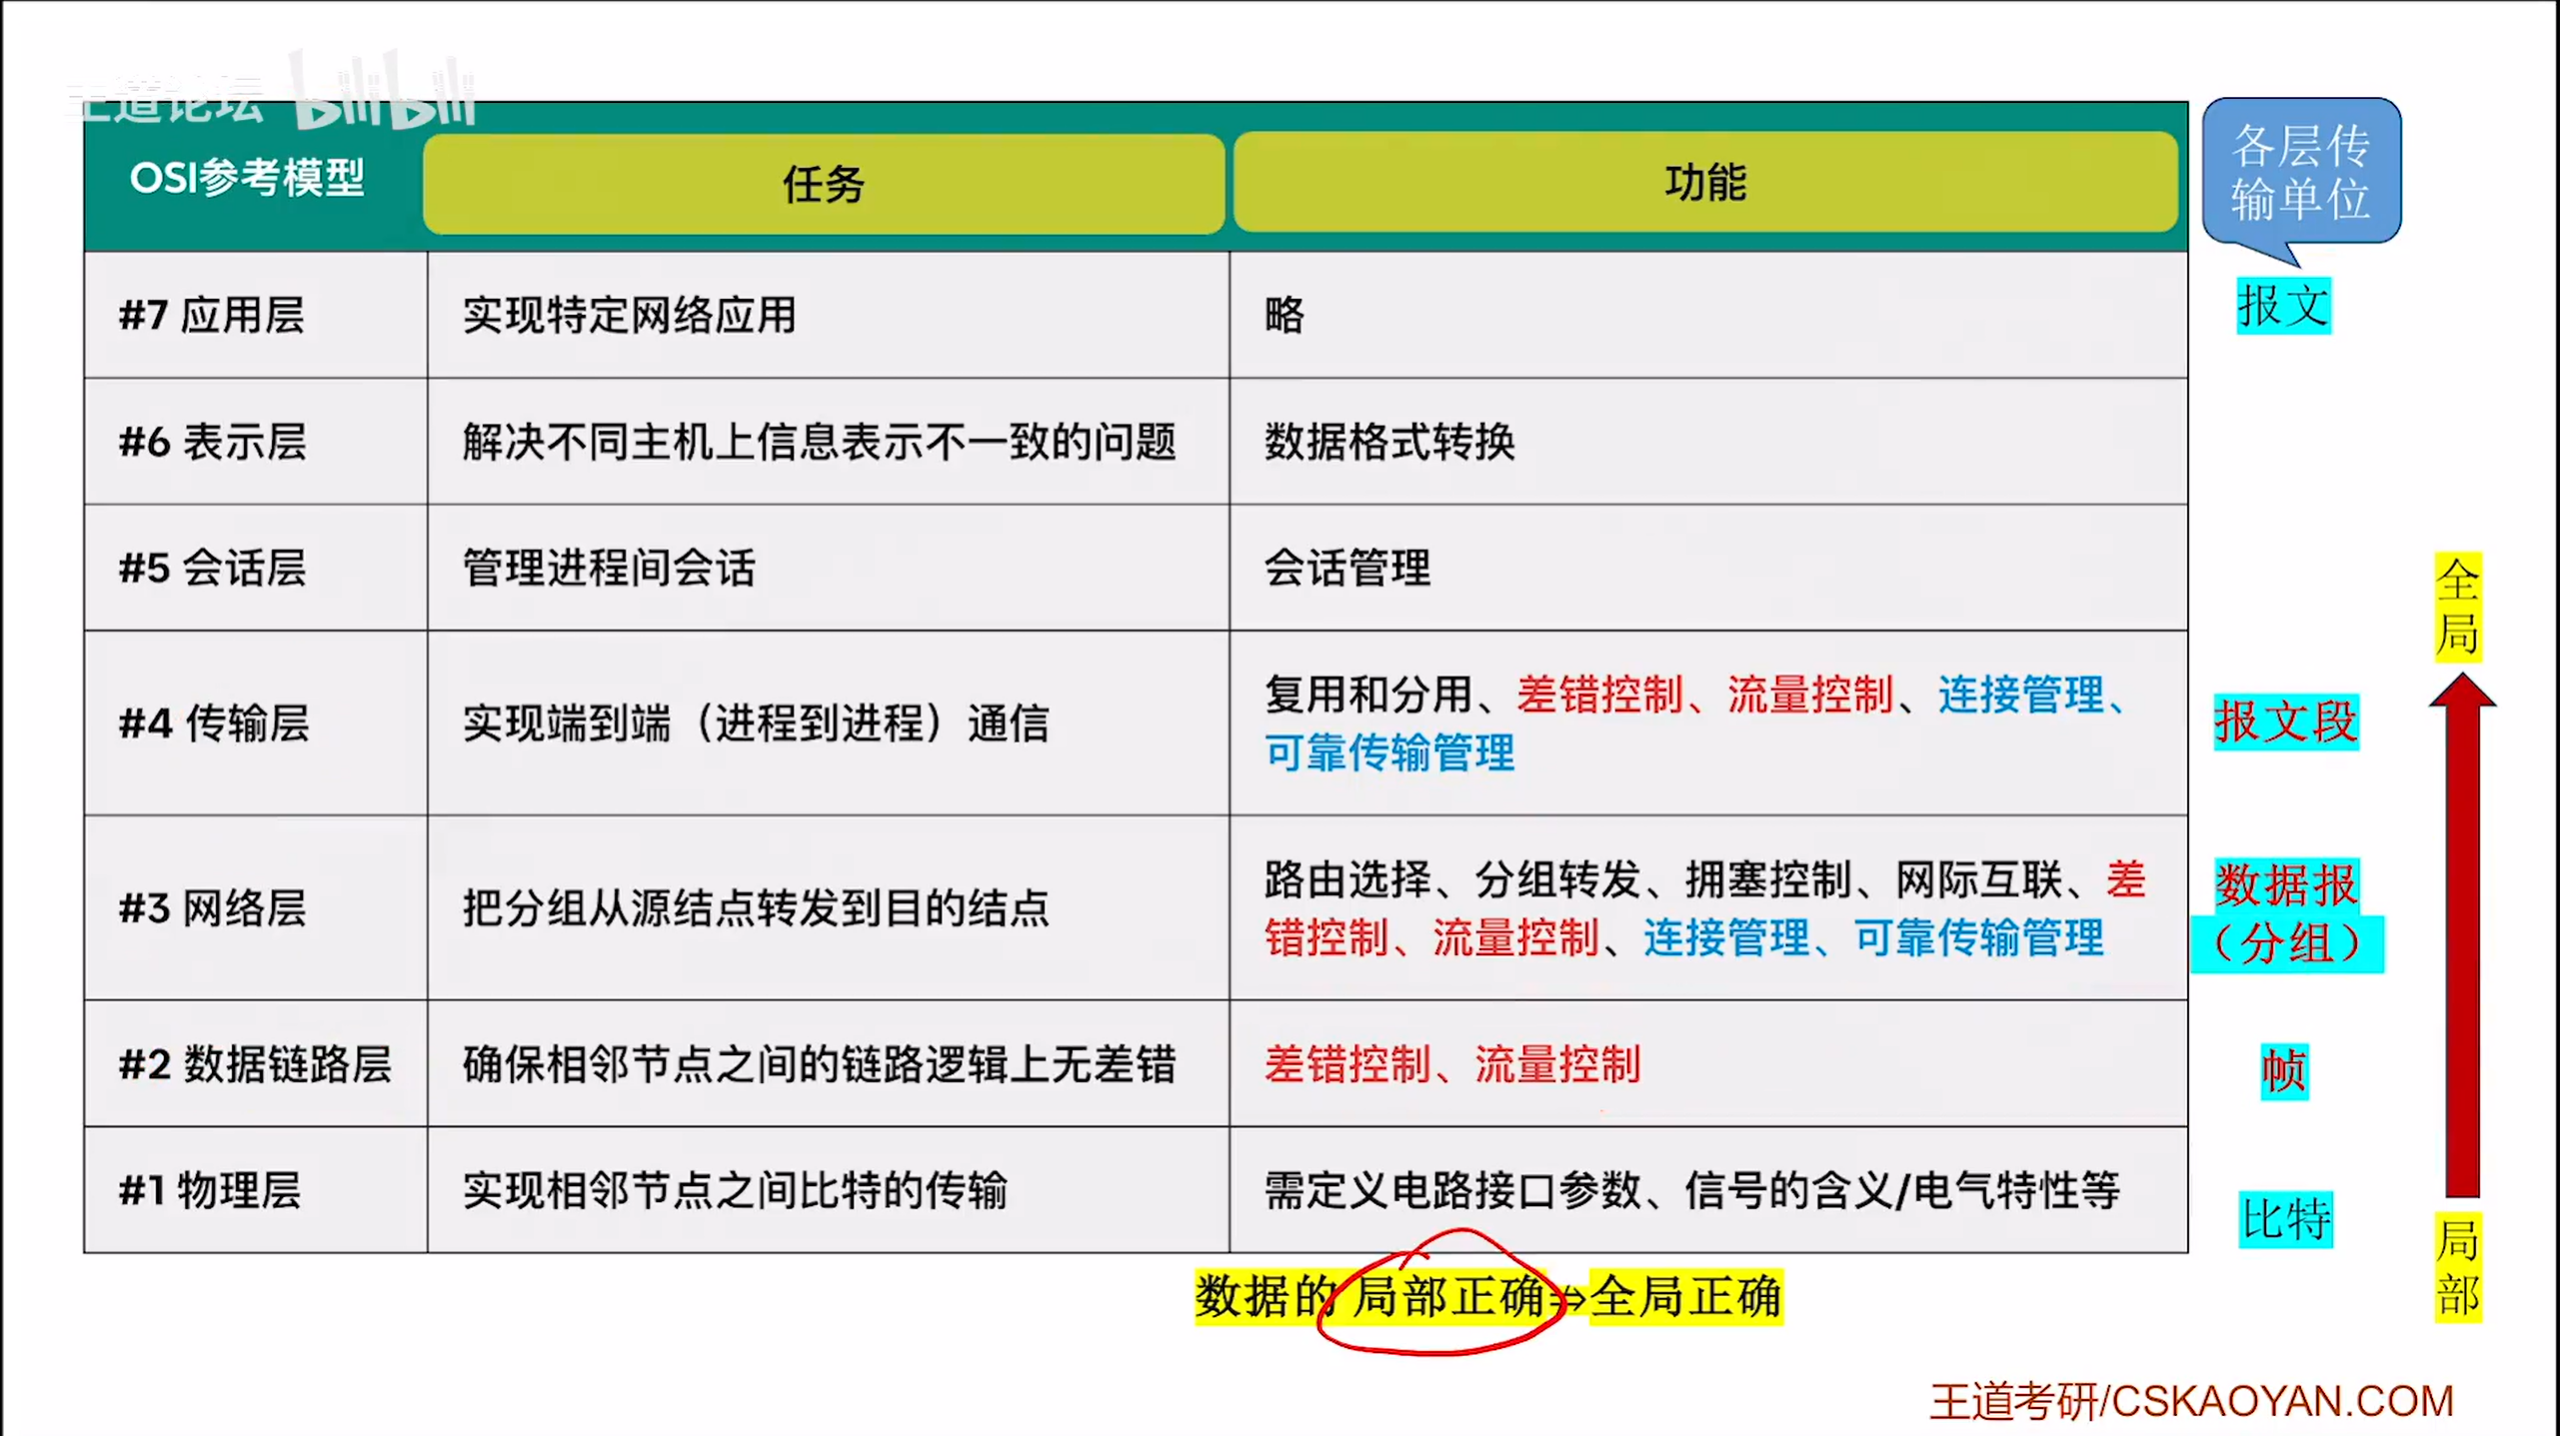 王道论坛 bilibili
OSI参考模型
任务
功能
各层传
输单位
#7 应用层
实现特定网络应用
略
报文
#6 表示层
解决不同主机上信息表示不一致的问题
数据格式转换
#5 会话层
管理进程间会话
会话管理
#4 传输层
实现端到端（进程到进程）通信
复用和分用、差错控制、流量控制、连接管理、
可靠传输管理
报文段
#3 网络层
把分组从源结点转发到目的结点
路由选择、分组转发、拥塞控制、网际互联、差
错控制、流量控制、连接管理、可靠传输管理
数据报
（分组）
#2 数据链路层
确保相邻节点之间的链路逻辑上无差错
差错控制、流量控制
帧
#1 物理层
实现相邻节点之间比特的传输
需定义电路接口参数、信号的含义/电气特性等
比特
全局
局部
数据的 局部正确⇏全局正确
王道考研/CSKAOYAN.COM